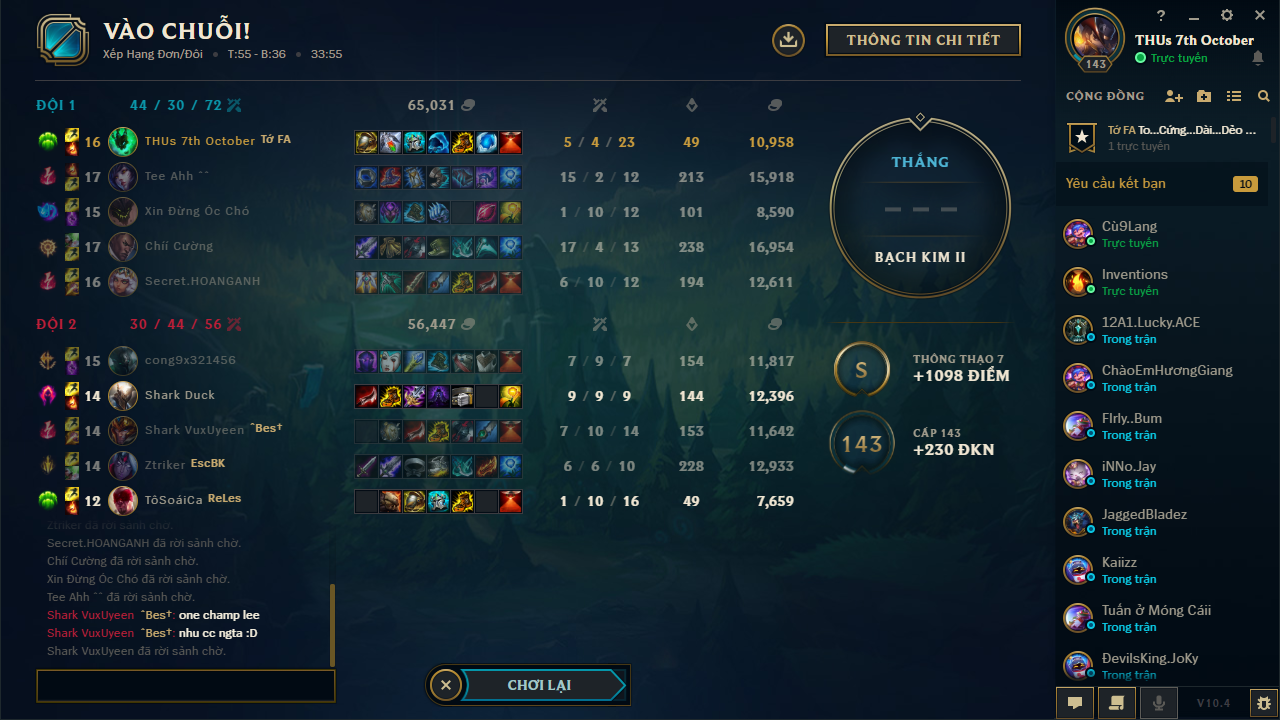 VÀO CHUỖI!
Xếp Hạng Đơn/Đôi • T:55 - B:36 • 33:55
THÔNG TIN CHI TIẾT
ĐỘI 1 44 / 30 / 72 65,031
16 THUs 7th October Tớ FA 5 / 4 / 23 49 10,958
17 Tee Ahh ˆˆ 15 / 2 / 12 213 15,918
15 Xin Đừng Óc Chó 1 / 10 / 12 101 8,590
17 Chíí Cường 17 / 4 / 13 238 16,954
16 Secret.HOANGANH 6 / 10 / 12 194 12,611
ĐỘI 2 30 / 44 / 56 56,447
15 cong9x321456 7 / 9 / 7 154 11,817
14 Shark Duck 9 / 9 / 9 144 12,396
14 Shark VuxUyeen ˆBes† 7 / 10 / 14 153 11,642
14 Ztriker EscBK 6 / 6 / 10 228 12,933
12 TôSoáiCa ReLes 1 / 10 / 16 49 7,659
Ztriker đã rời sảnh chờ.
Secret.HOANGANH đã rời sảnh chờ.
Chíí Cường đã rời sảnh chờ.
Xin Đừng Óc Chó đã rời sảnh chờ.
Tee Ahh ˆˆ đã rời sảnh chờ.
Shark VuxUyeen ˆBes†: one champ lee
Shark VuxUyeen ˆBes†: nhu cc ngta :D
Shark VuxUyeen đã rời sảnh chờ.
CHƠI LẠI
THẮNG
– – –
BẠCH KIM II
S
THÔNG THẠO 7
+1098 ĐIỂM
143
CẤP 143
+230 ĐKN
143
THUs 7th October
Trực tuyến
CỘNG ĐỒNG
Tớ FA To...Cứng...Dài...Dẻo ...
1 trực tuyến
Yêu cầu kết bạn 10
Cù9Lang
Trực tuyến
Inventions
Trực tuyến
12A1.Lucky.ACE
Trong trận
ChàoEmHươngGiang
Trong trận
FIrly..Bum
Trong trận
iNNo.Jay
Trong trận
JaggedBladez
Trong trận
Kaiizz
Trong trận
Tuấn ở Móng Cáii
Trong trận
ĐevilsKing.JoKy
Trong trận
V10.4